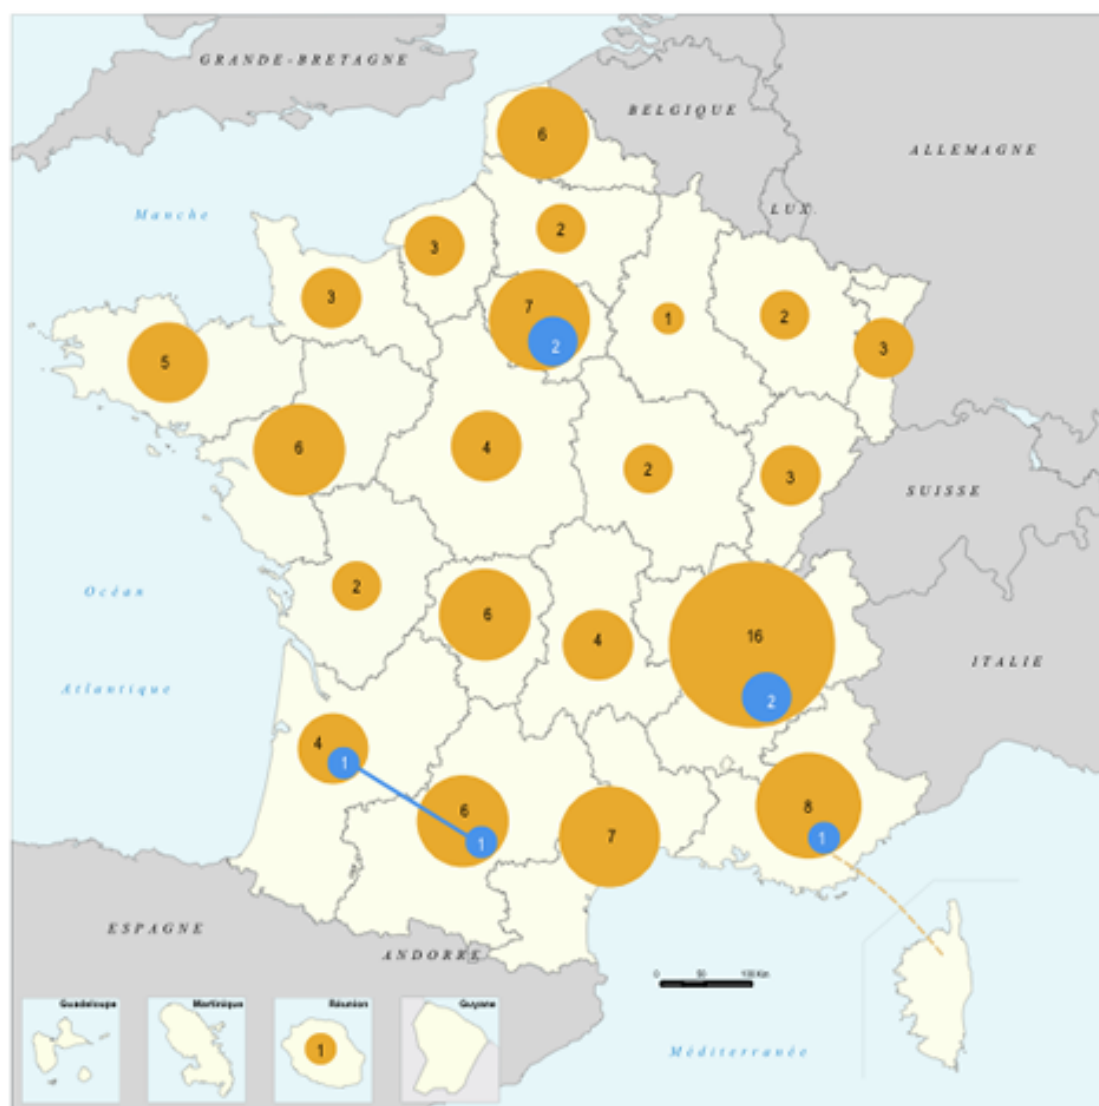 GRANDE-BRETAGNE
BELGIQUE
6
ALLEMAGNE
LUX.
Manche
2
3
3
7
1
2
2
3
5
6
4
2
3
SUISSE
Océan
2
6
4
16
ITALIE
Atlantique
2
4
1
6
8
7
1
1
ESPAGNE
ANDORRE
0 50 100 Km
Guadeloupe
Martinique
Réunion
Guyane
1
Méditerranée